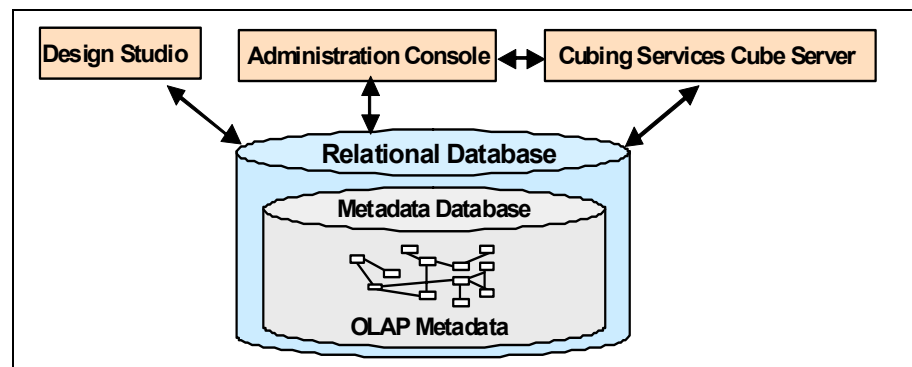 Design Studio
Administration Console
Cubing Services Cube Server
Relational Database
Metadata Database
OLAP Metadata